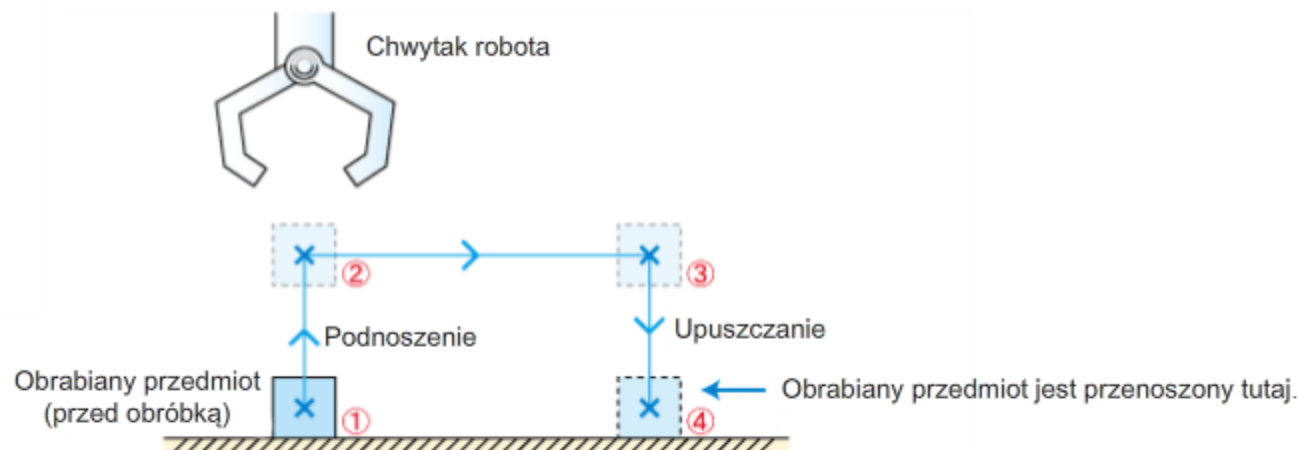 Chwytak robota
②
③
Podnoszenie
Upuszczanie
Obrabiany przedmiot
(przed obróbką)
①
④
Obrabiany przedmiot jest przenoszony tutaj.